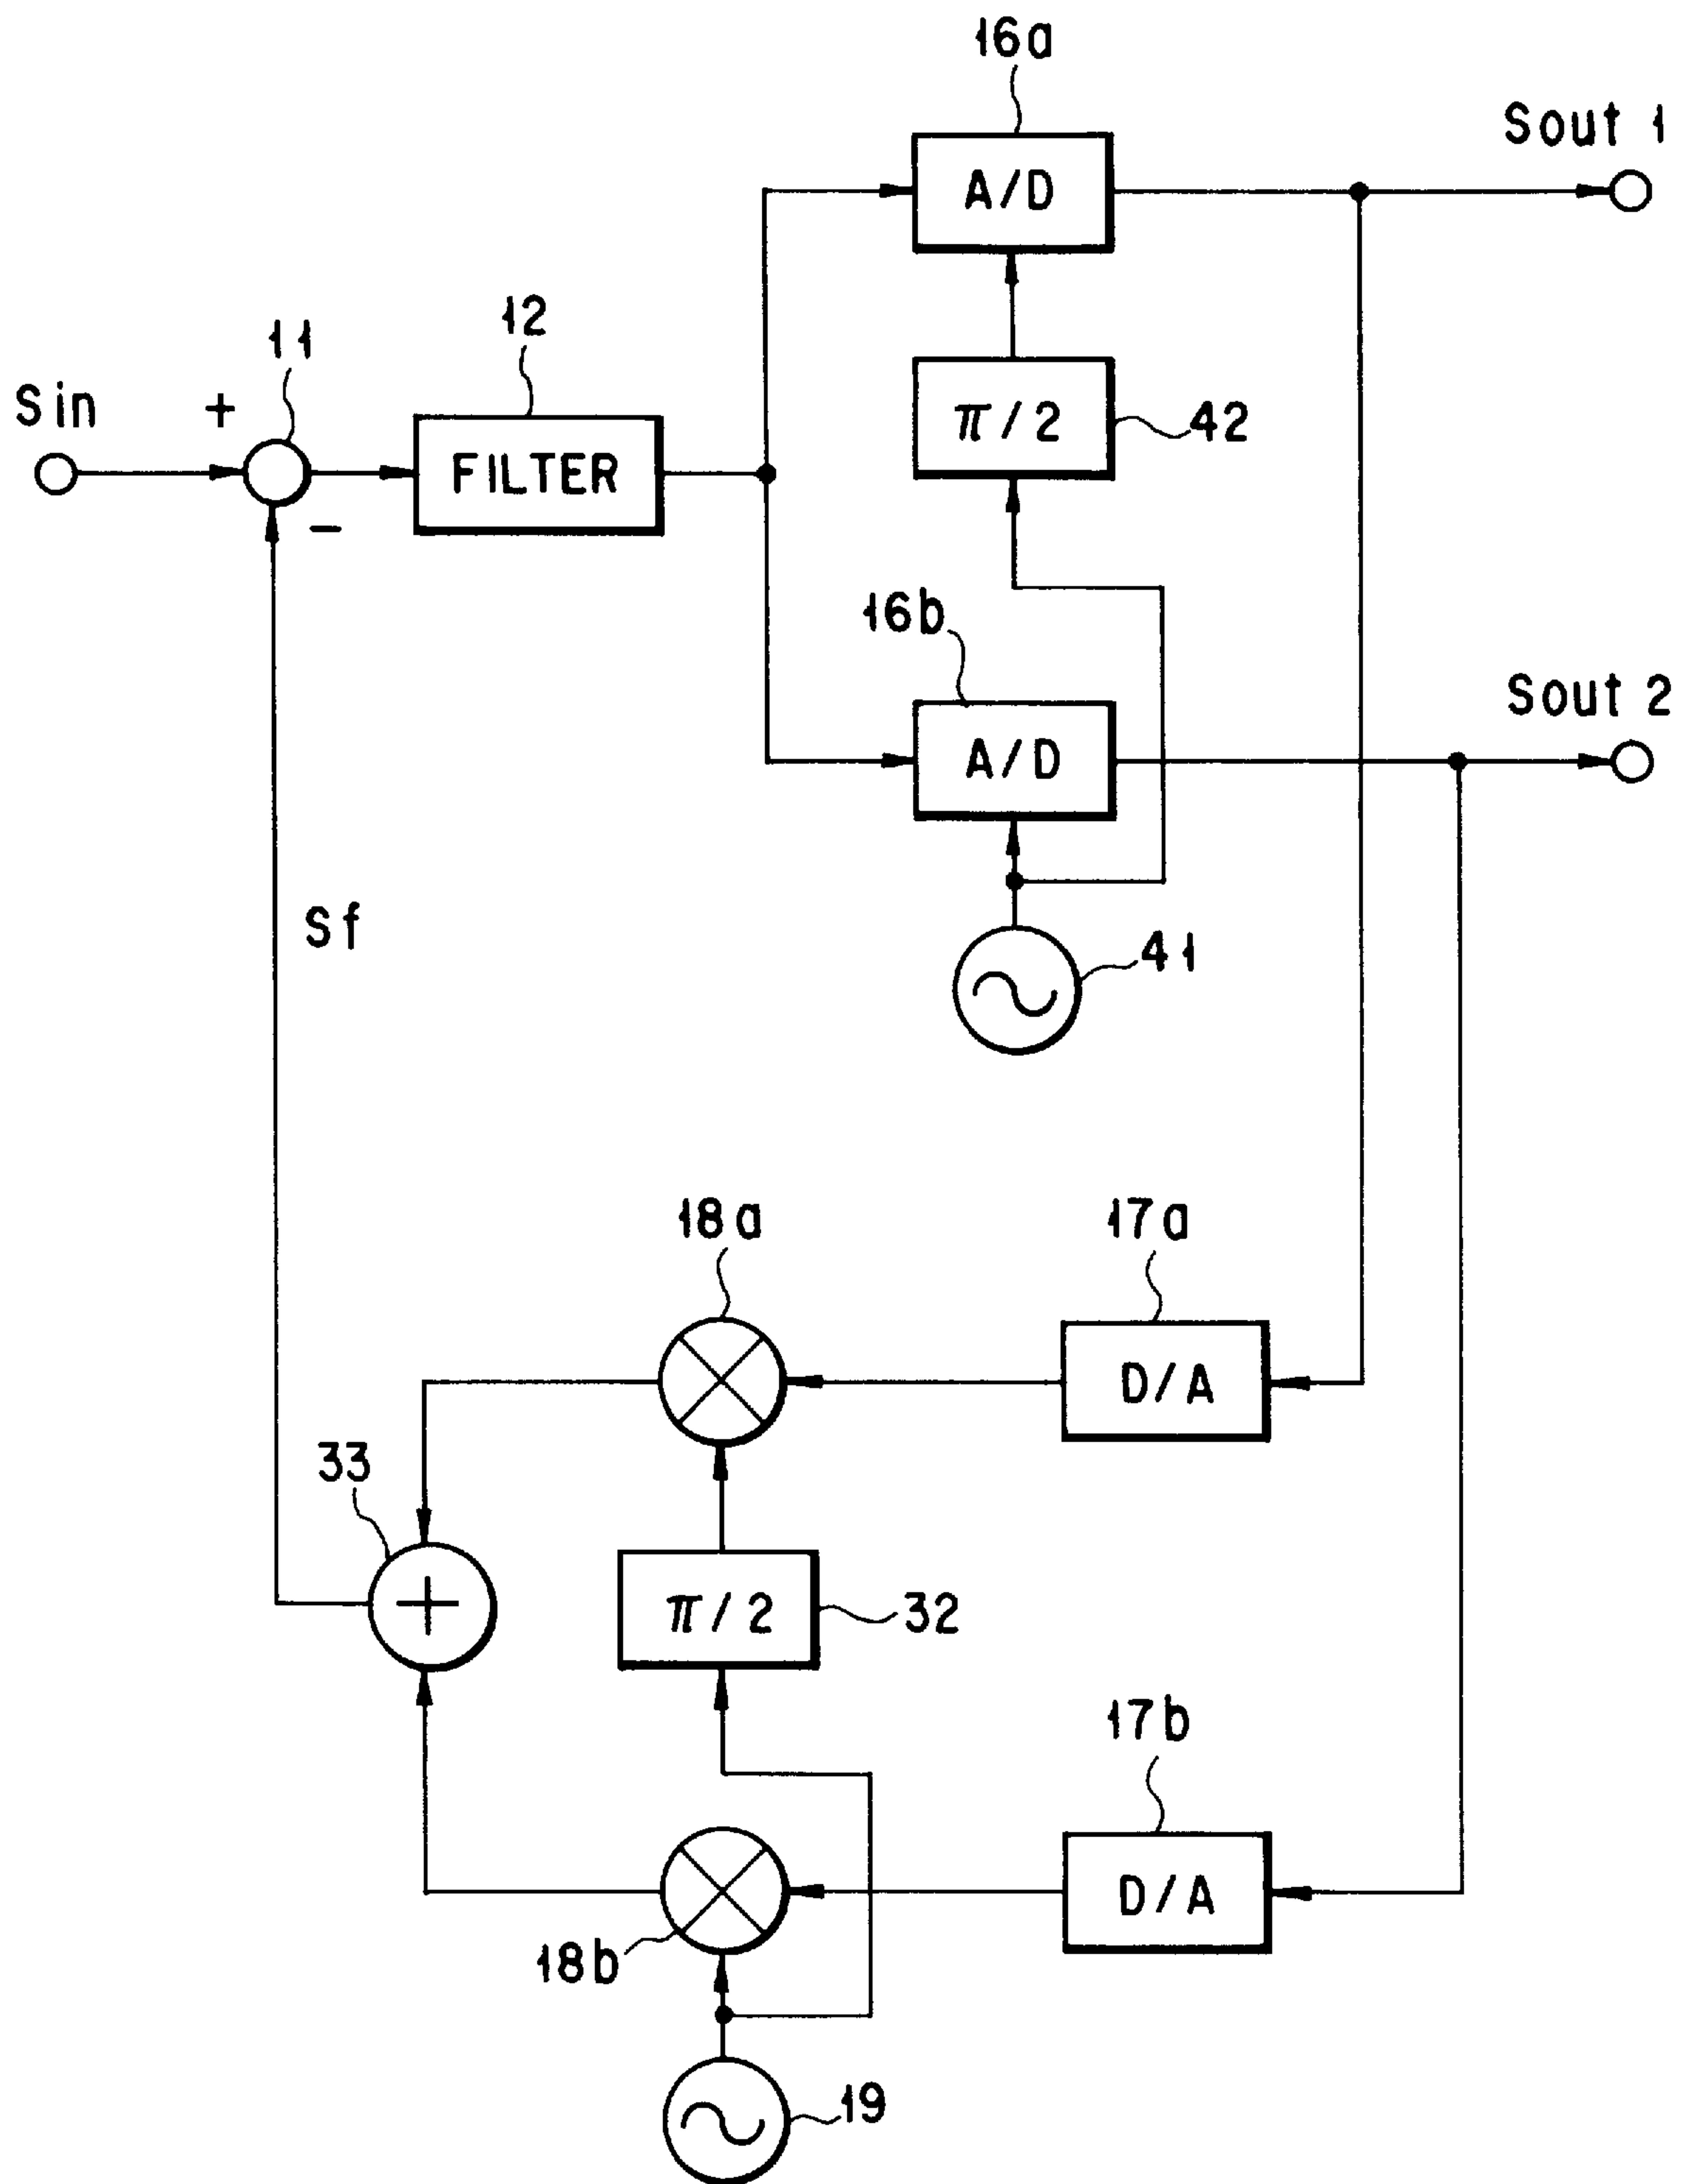 16a
Sout 1
A/D
12
11
Sin
+
FILTER
π/2
42
−
16b
Sout 2
A/D
Sf
41
18a
17a
D/A
33
+
π/2
32
17b
D/A
18b
19